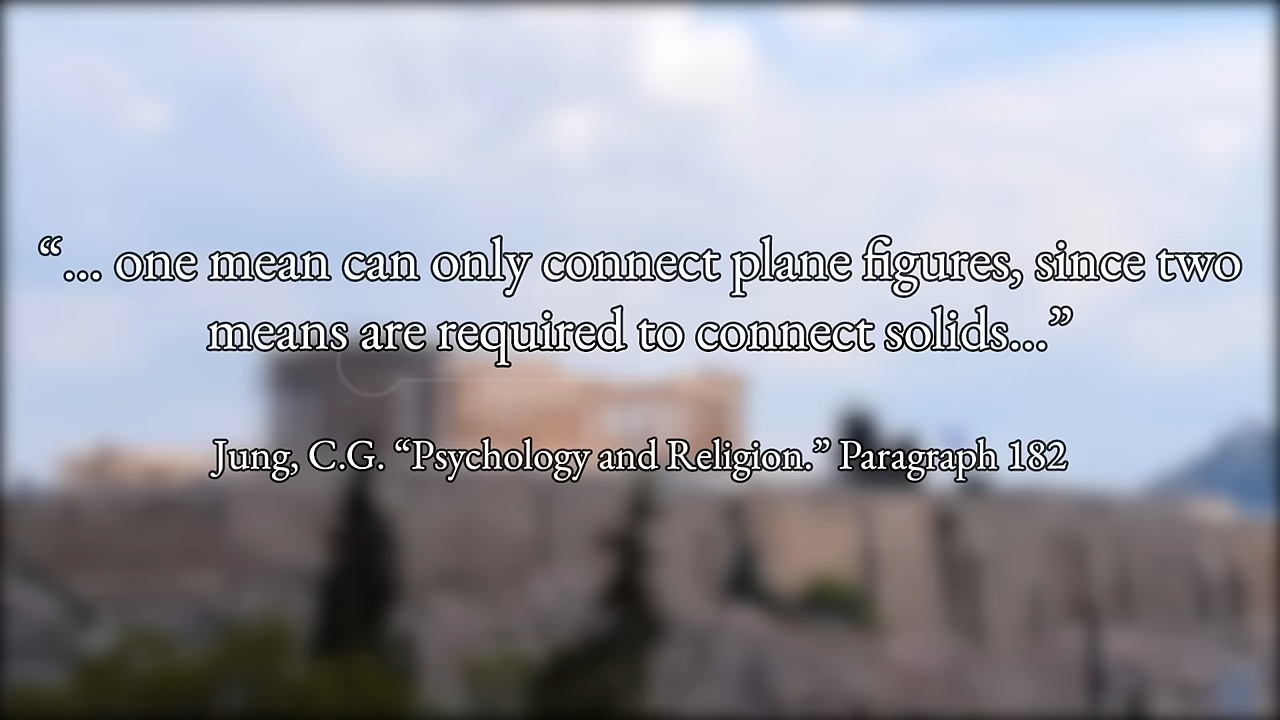 “... one mean can only connect plane figures, since two
means are required to connect solids...”
Jung, C.G. “Psychology and Religion.” Paragraph 182